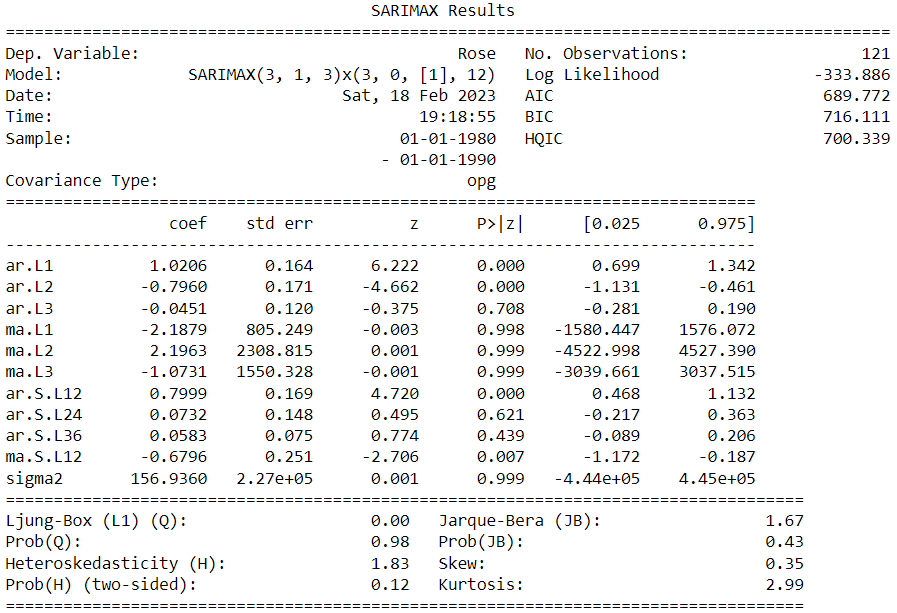 SARIMAX Results
==========================================================================================
Dep. Variable:                               Rose   No. Observations:                  121
Model:             SARIMAX(3, 1, 3)x(3, 0, [1], 12)   Log Likelihood                -333.886
Date:                            Sat, 18 Feb 2023   AIC                            689.772
Time:                                    19:18:55   BIC                            716.111
Sample:                                01-01-1980   HQIC                           700.339
                                     - 01-01-1990
Covariance Type:                              opg
==============================================================================
                 coef    std err          z      P>|z|      [0.025      0.975]
------------------------------------------------------------------------------
ar.L1          1.0206      0.164      6.222      0.000       0.699       1.342
ar.L2         -0.7960      0.171     -4.662      0.000      -1.131      -0.461
ar.L3         -0.0451      0.120     -0.375      0.708      -0.281       0.190
ma.L1         -2.1879    805.249     -0.003      0.998   -1580.447    1576.072
ma.L2          2.1963   2308.815      0.001      0.999   -4522.998    4527.390
ma.L3         -1.0731   1550.328     -0.001      0.999   -3039.661    3037.515
ar.S.L12       0.7999      0.169      4.720      0.000       0.468       1.132
ar.S.L24       0.0732      0.148      0.495      0.621      -0.217       0.363
ar.S.L36       0.0583      0.075      0.774      0.439      -0.089       0.206
ma.S.L12      -0.6796      0.251     -2.706      0.007      -1.172      -0.187
sigma2       156.9360   2.27e+05      0.001      0.999   -4.44e+05    4.45e+05
===================================================================================
Ljung-Box (L1) (Q):                   0.00   Jarque-Bera (JB):                 1.67
Prob(Q):                              0.98   Prob(JB):                         0.43
Heteroskedasticity (H):               1.83   Skew:                             0.35
Prob(H) (two-sided):                  0.12   Kurtosis:                         2.99
===================================================================================